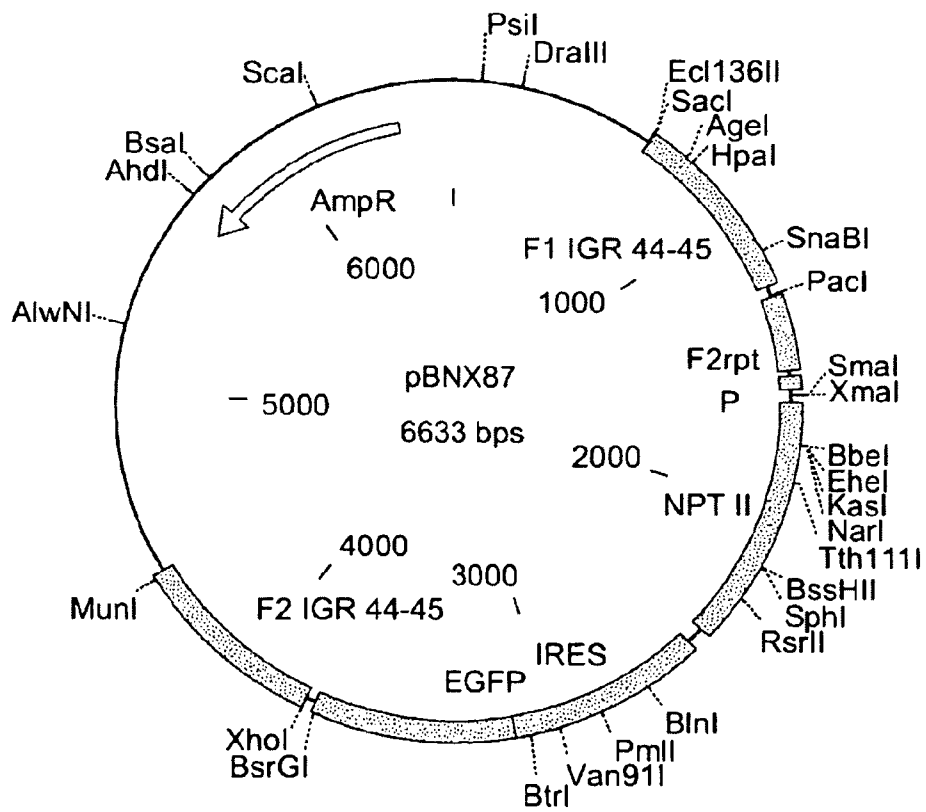 PsiI
DraIII
ScaI
Ecl136II
SacI
AgeI
HpaI
BsaI
AhdI
AmpR
I
6000
F1 IGR 44-45
1000
SnaBI
PacI
AlwNI
F2rpt
SmaI
XmaI
P
pBNX87
5000
6633 bps
2000
BbeI
EheI
KasI
NarI
Tth111I
NPT II
4000
3000
MunI
F2 IGR 44-45
BssHII
SphI
RsrII
IRES
EGFP
BlnI
XhoI
BsrGI
PmlI
Van91I
BtrI